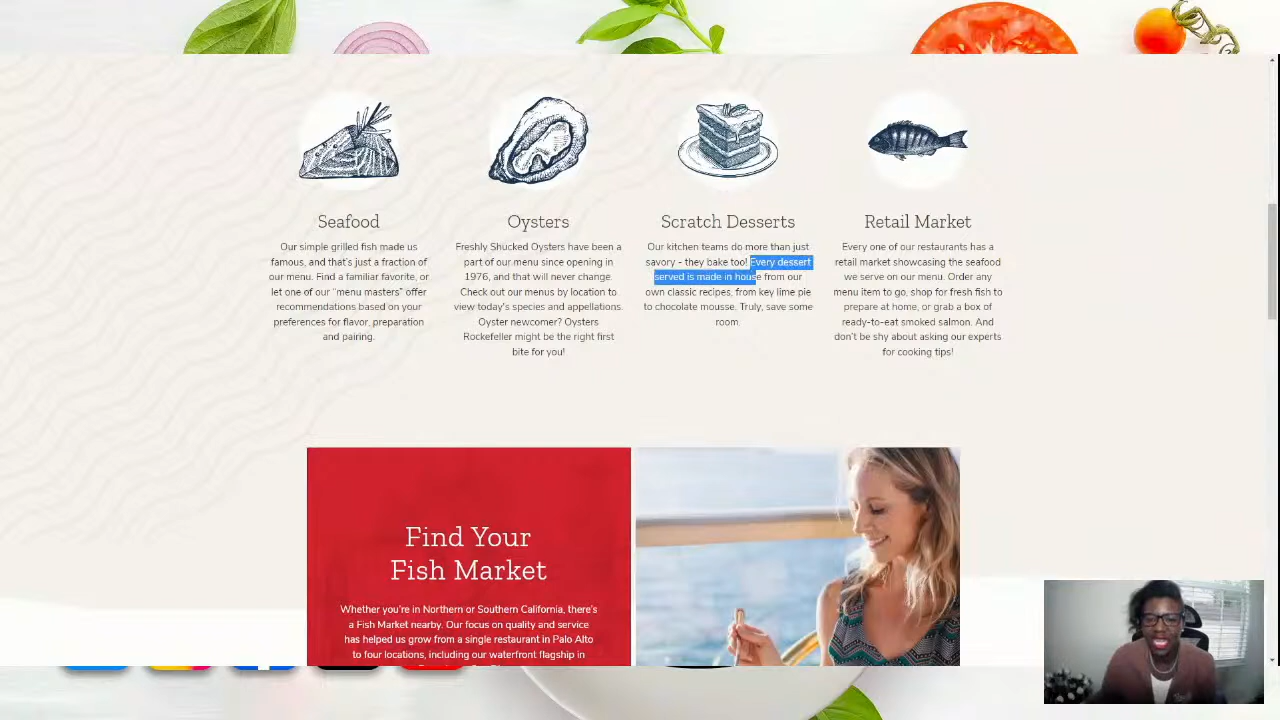 Seafood
Our simple grilled fish made us
famous, and that's just a fraction of
our menu. Find a familiar favorite, or
let one of our "menu masters" offer
recommendations based on your
preferences for flavor, preparation
and pairing.
Oysters
Freshly Shucked Oysters have been a
part of our menu since opening in
1976, and that will never change.
Check out our menus by location to
view today's species and appellations.
Oyster newcomer? Oysters
Rockefeller might be the right first
bite for you!
Scratch Desserts
Our kitchen teams do more than just
savory - they bake too! Every dessert
served is made in house from our
own classic recipes, from key lime pie
to chocolate mousse. Truly, save some
room.
Retail Market
Every one of our restaurants has a
retail market showcasing the seafood
we serve on our menu. Order any
menu item to go, shop for fresh fish to
prepare at home, or grab a box of
ready-to-eat smoked salmon. And
don't be shy about asking our experts
for cooking tips!
Find Your
Fish Market
Whether you're in Northern or Southern California, there's
a Fish Market nearby. Our focus on quality and service
has helped us grow from a single restaurant in Palo Alto
to four locations, including our waterfront flagship in